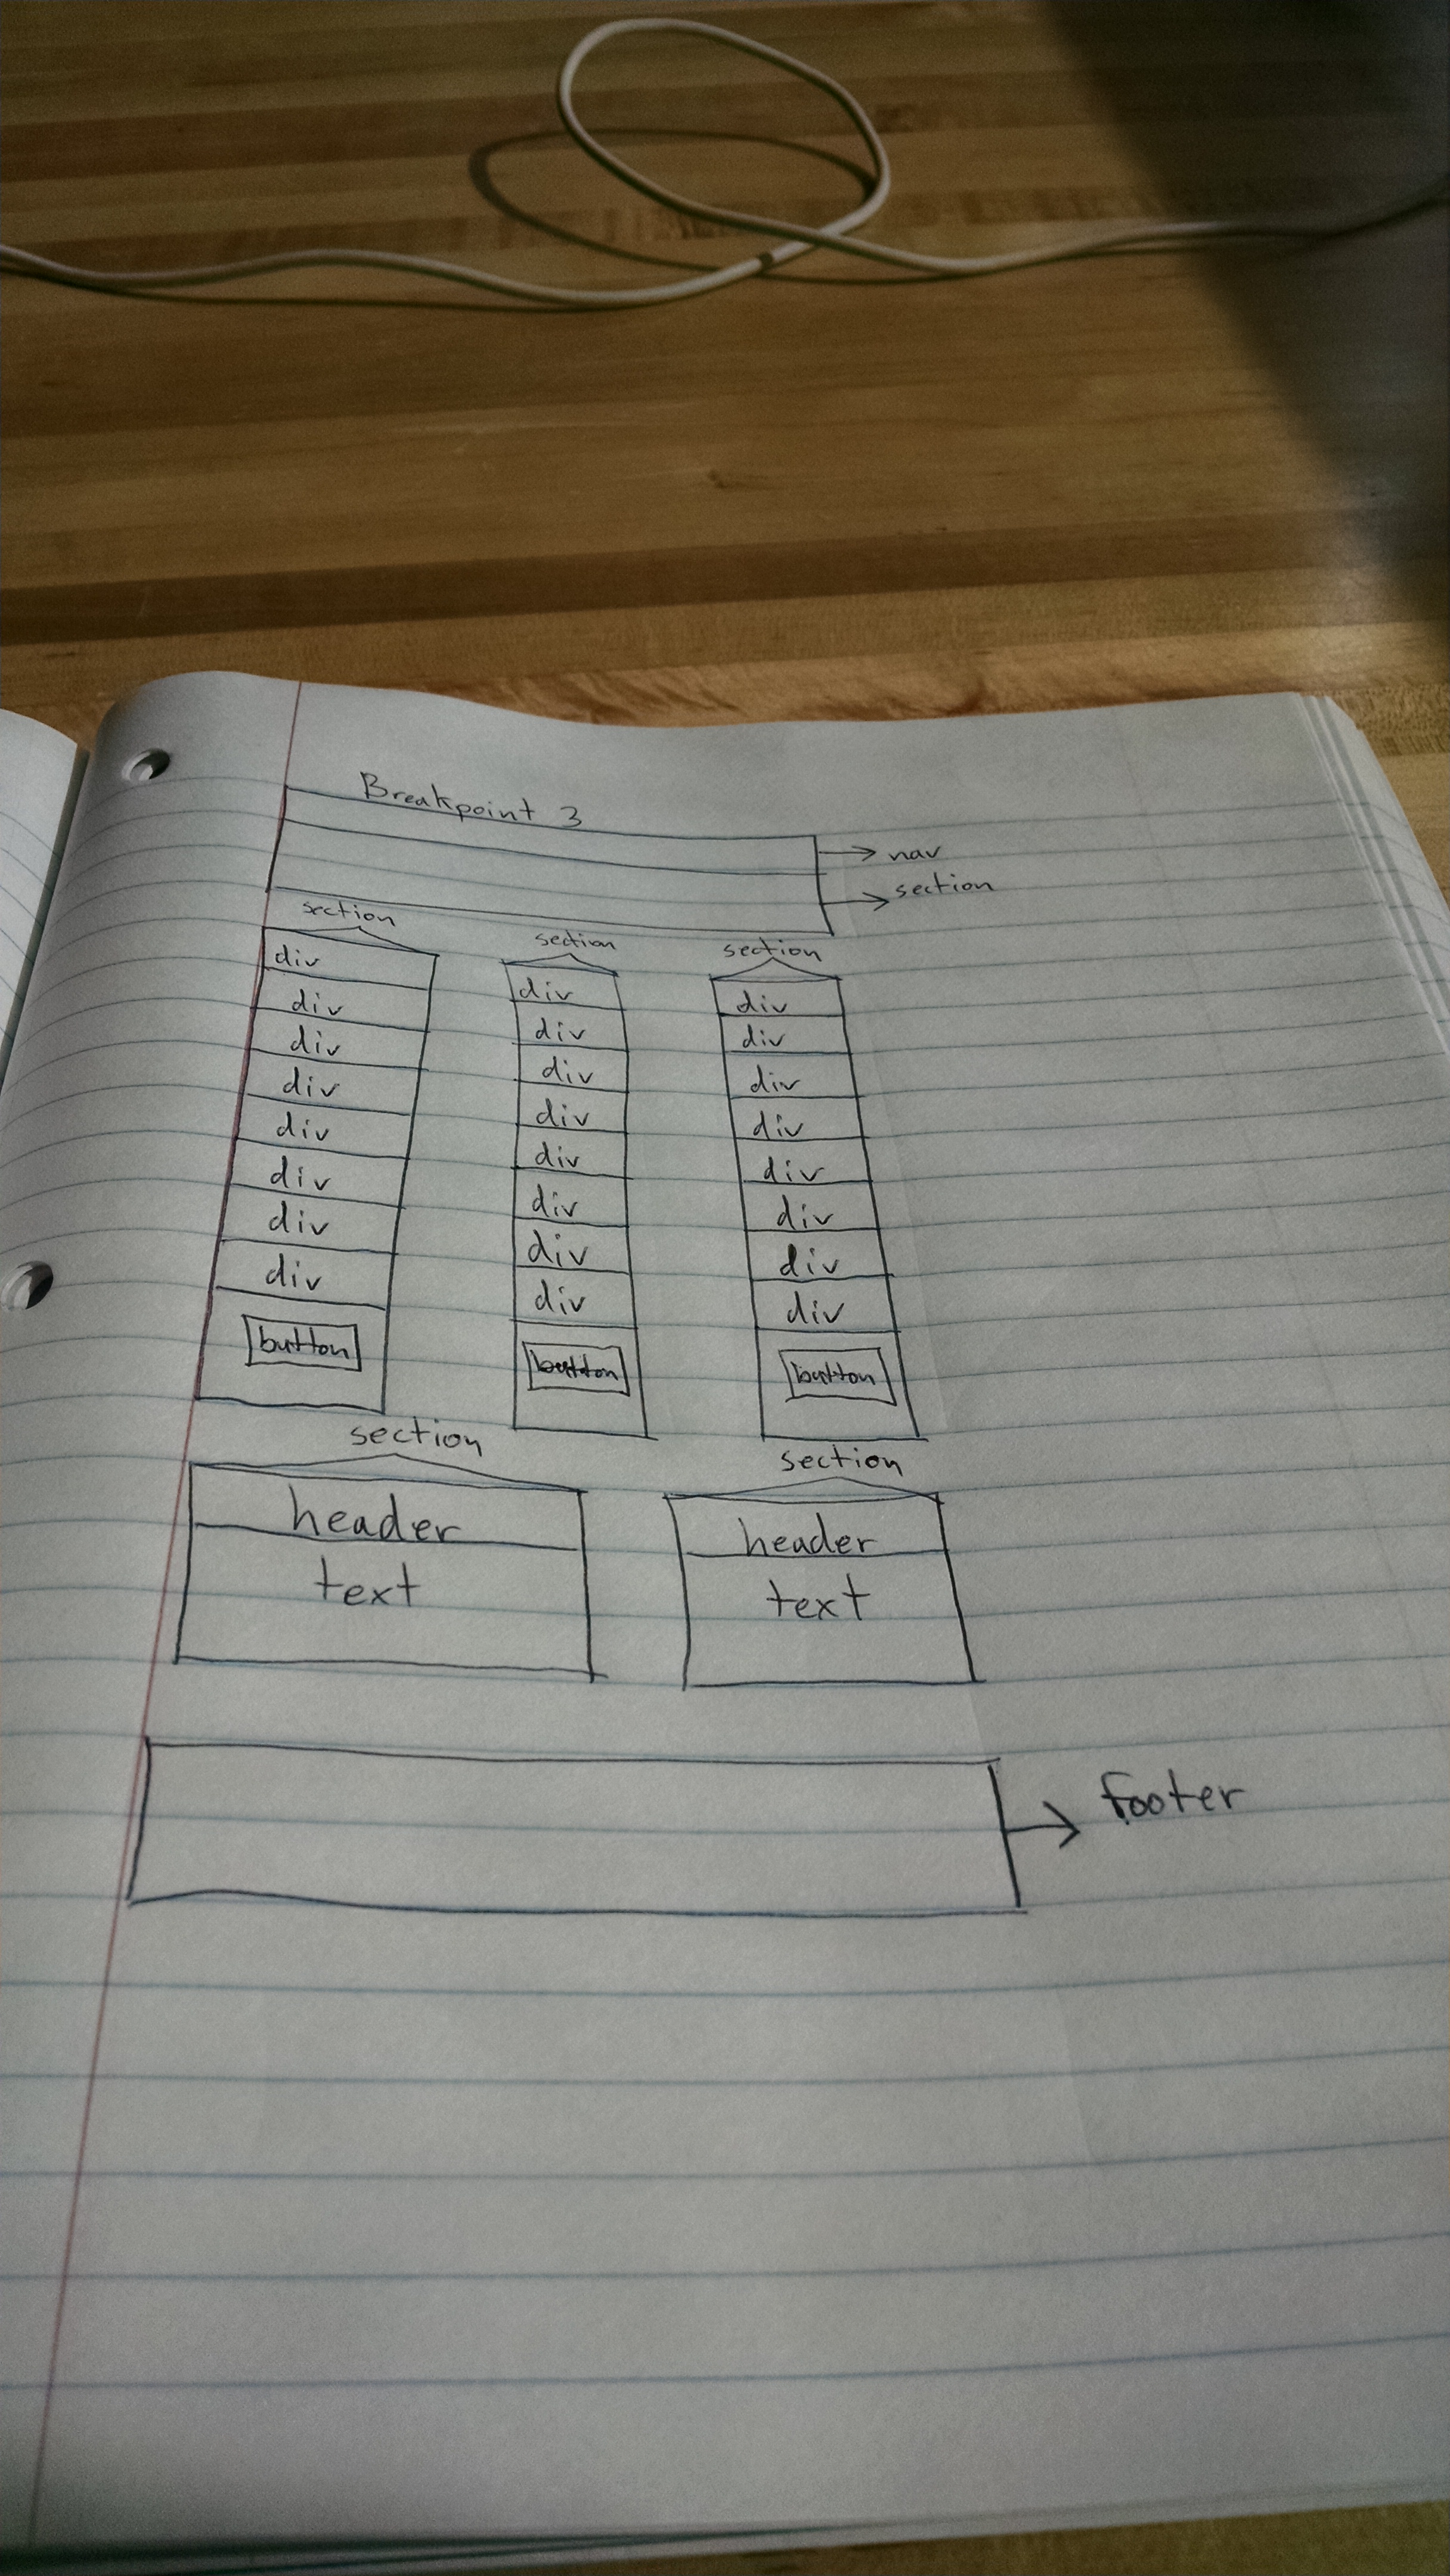 Breakpoint 3
nav
section
section section section
div div div
div div div
div div div
div div div
div div div
div div div
div div div
div div div
button button button
section section
header header
text text
footer